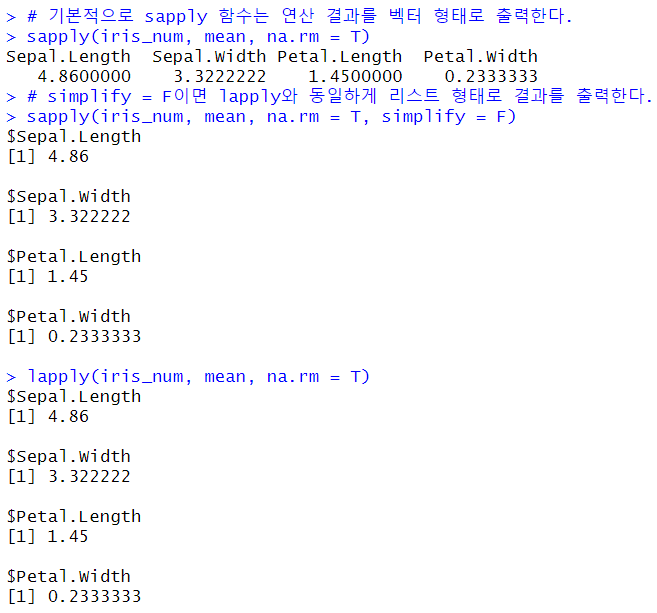 > # 기본적으로 sapply 함수는 연산 결과를 벡터 형태로 출력한다.
> sapply(iris_num, mean, na.rm = T)
Sepal.Length  Sepal.Width Petal.Length  Petal.Width
   4.8600000    3.3222222    1.4500000    0.2333333
> # simplify = F이면 lapply와 동일하게 리스트 형태로 결과를 출력한다.
> sapply(iris_num, mean, na.rm = T, simplify = F)
$Sepal.Length
[1] 4.86

$Sepal.Width
[1] 3.322222

$Petal.Length
[1] 1.45

$Petal.Width
[1] 0.2333333

> lapply(iris_num, mean, na.rm = T)
$Sepal.Length
[1] 4.86

$Sepal.Width
[1] 3.322222

$Petal.Length
[1] 1.45

$Petal.Width
[1] 0.2333333